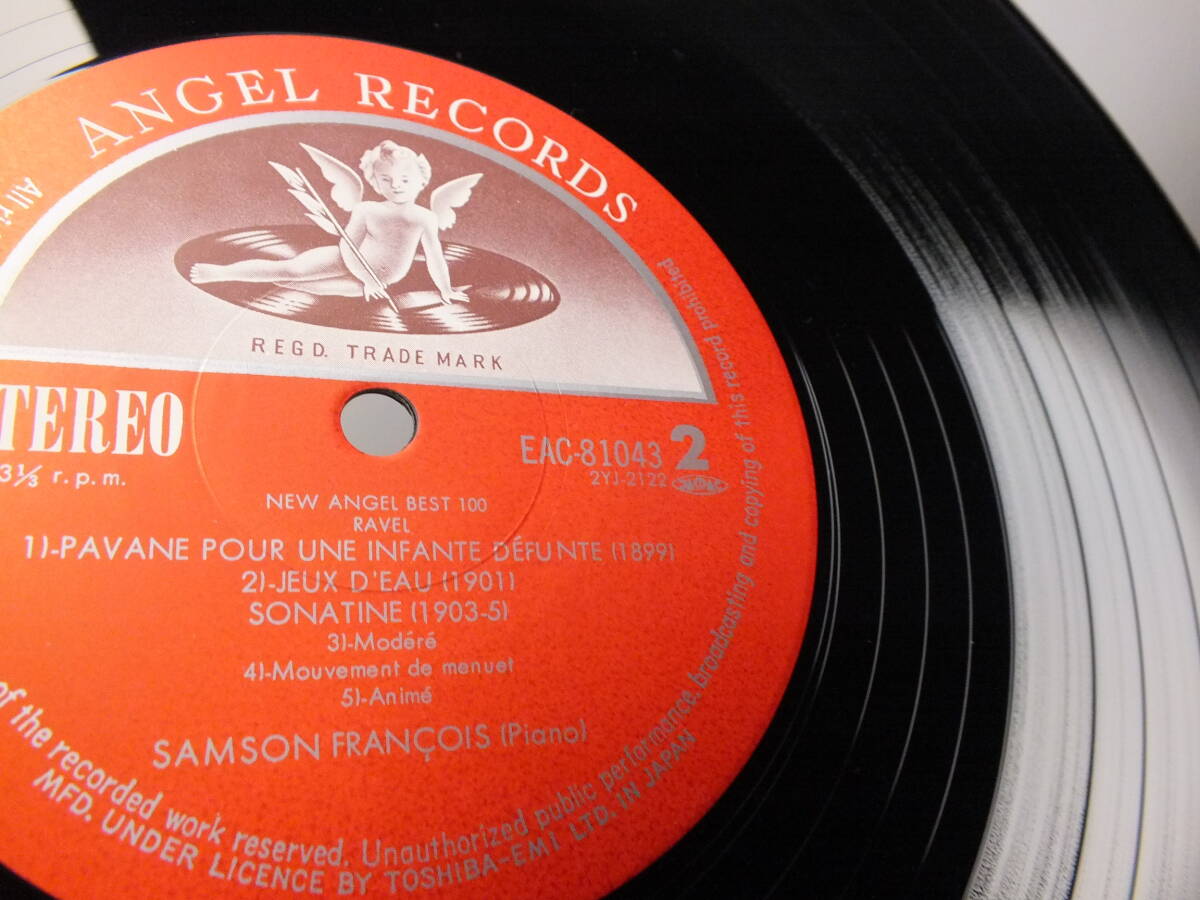 ANGEL RECORDS
REGD. TRADE MARK
TEREO
3⅓ r.p.m.
EAC-81043 2
2YJ-2122
NEW ANGEL BEST 100
RAVEL
1)-PAVANE POUR UNE INFANTE DÉFUNTE (1899)
2)-JEUX D'EAU (1901)
SONATINE (1903-5)
3)-Modéré
4)-Mouvement de menuet
5)-Animé
SAMSON FRANÇOIS (Piano)
All
of the recorded work reserved. Unauthorized public performance, broadcasting and copying of this record prohibited
MFD. UNDER LICENCE BY TOSHIBA-EMI LTD. IN JAPAN